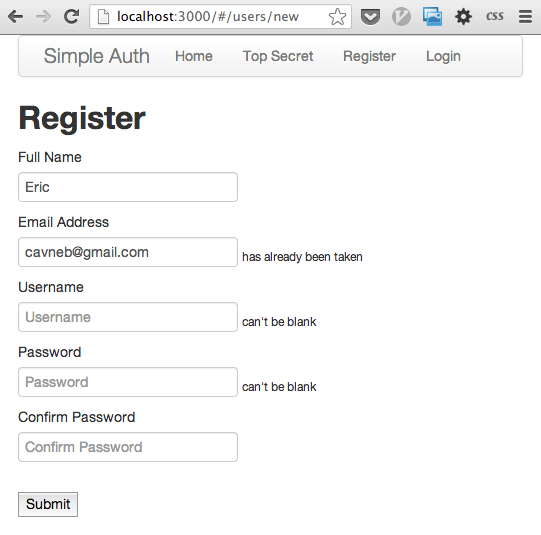 localhost:3000/#/users/new
CSS
Simple Auth Home Top Secret Register Login
Register
Full Name
Eric
Email Address
cavneb@gmail.com has already been taken
Username
Username can't be blank
Password
Password can't be blank
Confirm Password
Confirm Password
Submit